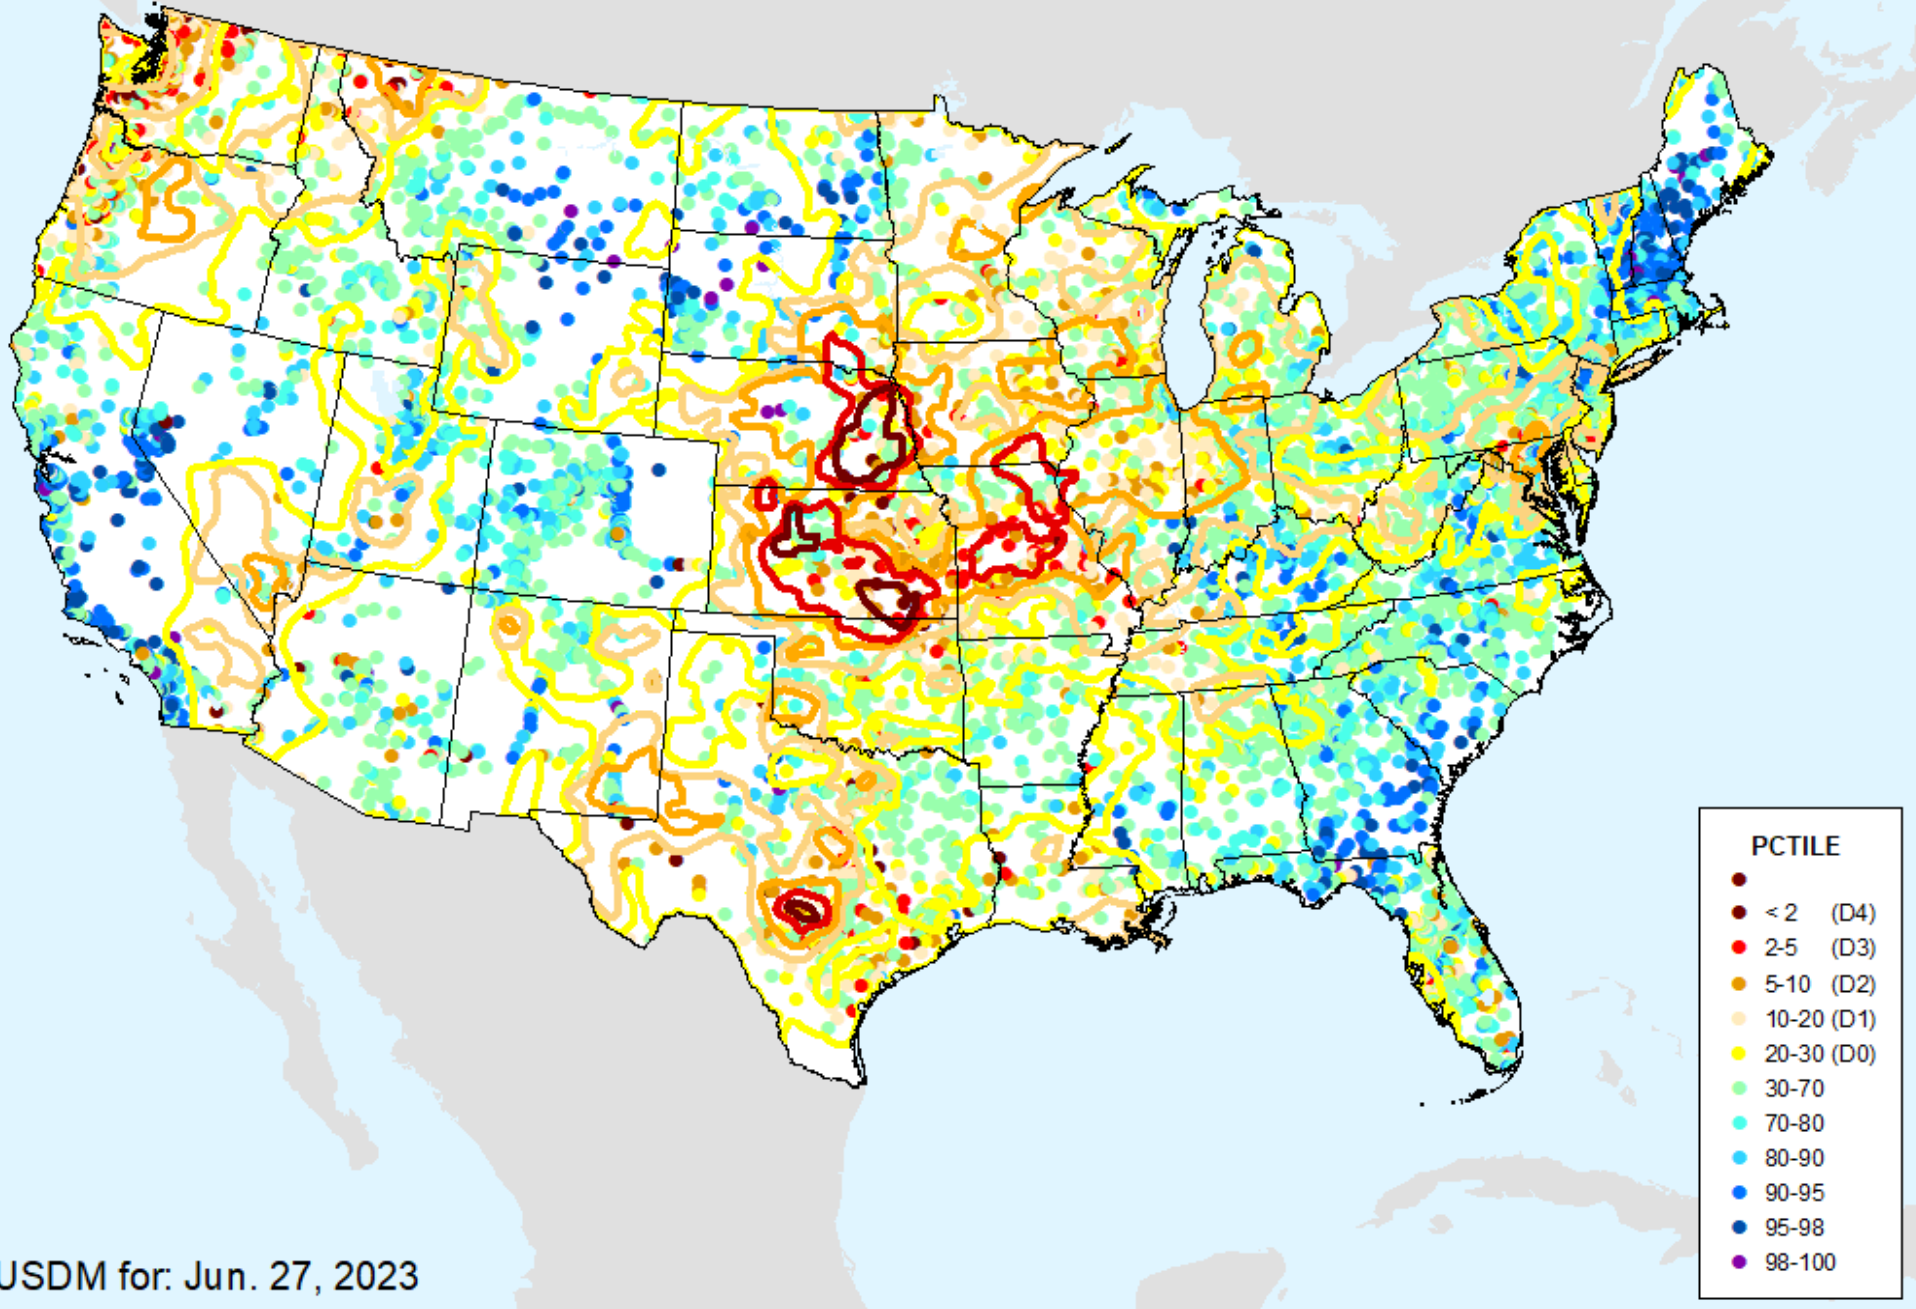 PCTILE
< 2 (D4)
2-5 (D3)
5-10 (D2)
10-20 (D1)
20-30 (D0)
30-70
70-80
80-90
90-95
95-98
98-100
USDM for: Jun. 27, 2023